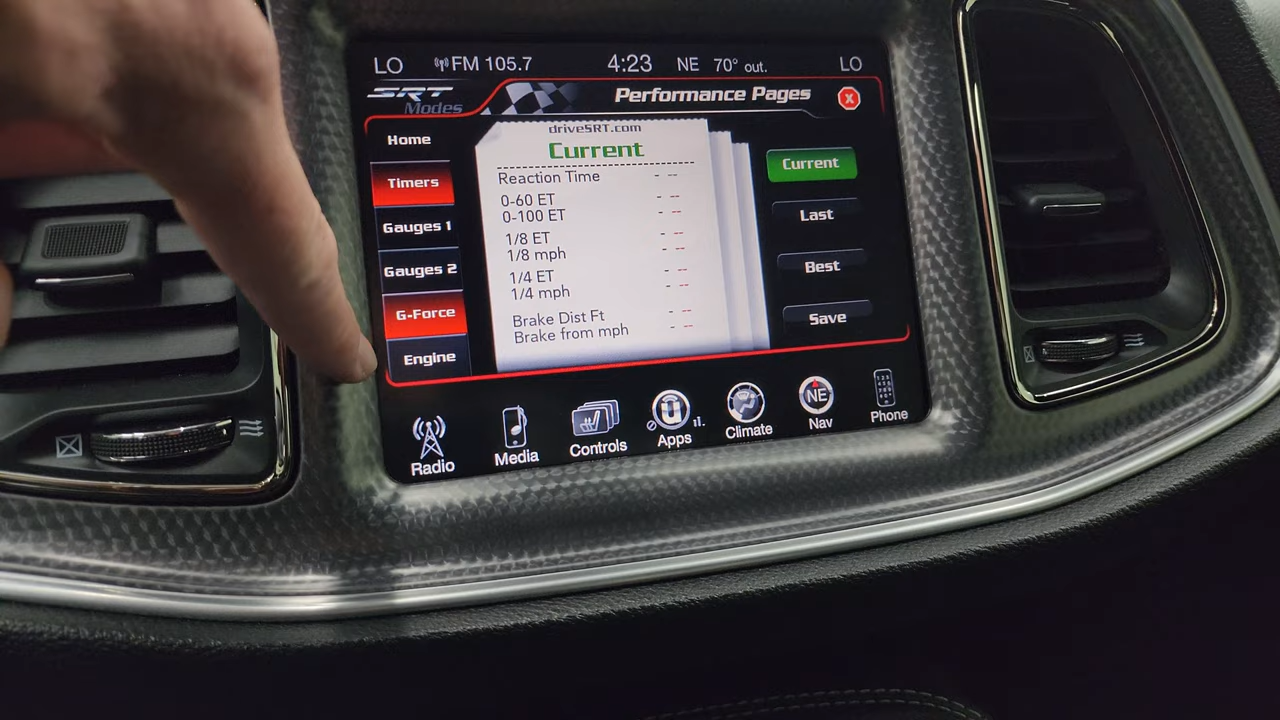 LO FM 105.7 4:23 NE 70° out. LO
SRT Modes
Performance Pages
X
Home
Timers
Gauges 1
Gauges 2
G-Force
Engine
driveSRT.com
Current
Reaction Time - --
0-60 ET - --
0-100 ET - --
1/8 ET - --
1/8 mph - --
1/4 ET - --
1/4 mph - --
Brake Dist Ft - --
Brake from mph - --
Current
Last
Best
Save
Radio
Media
Controls
Apps
Climate
NE
Nav
Phone